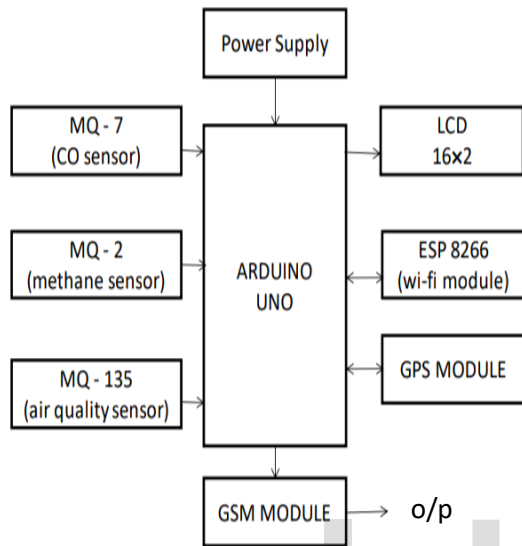 Power Supply
MQ - 7
(CO sensor)
LCD
16×2
MQ - 2
(methane sensor)
ARDUINO
UNO
ESP 8266
(wi-fi module)
MQ - 135
(air quality sensor)
GPS MODULE
GSM MODULE
o/p